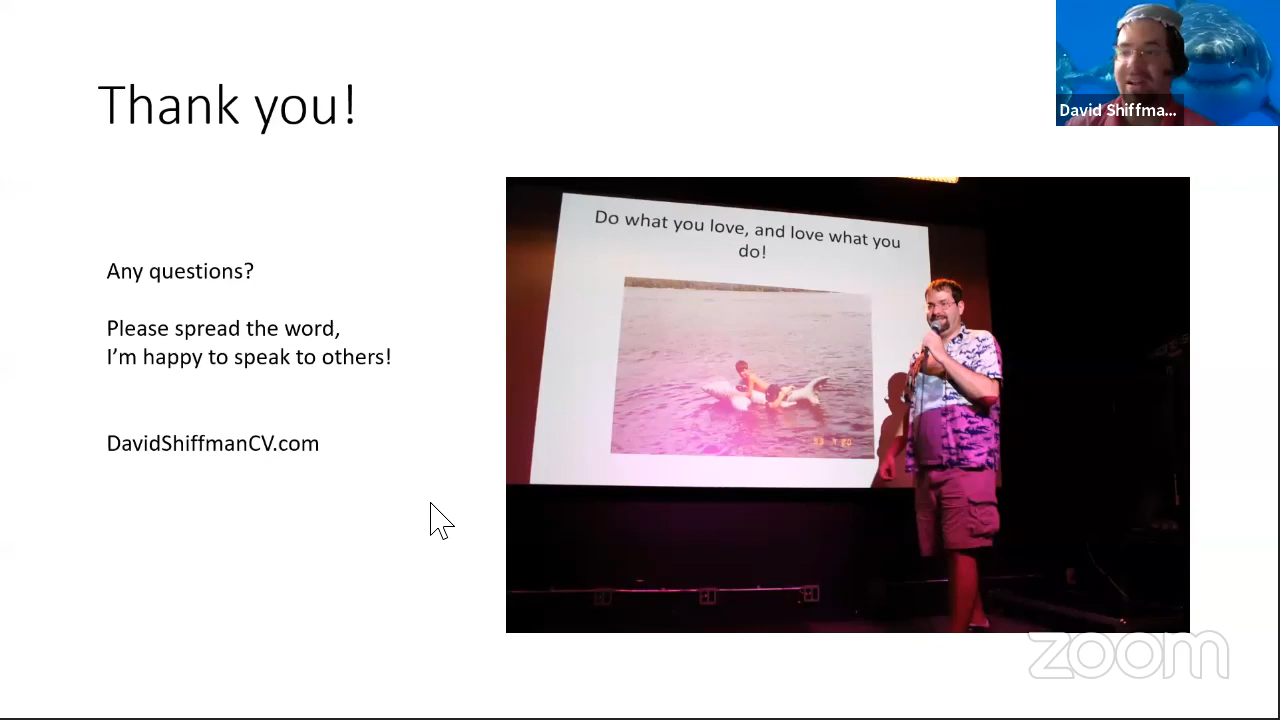 Thank you!
David Shiffma...
Any questions?
Please spread the word,
I'm happy to speak to others!
DavidShiffmanCV.com
Do what you love, and love what you
do!
zoom